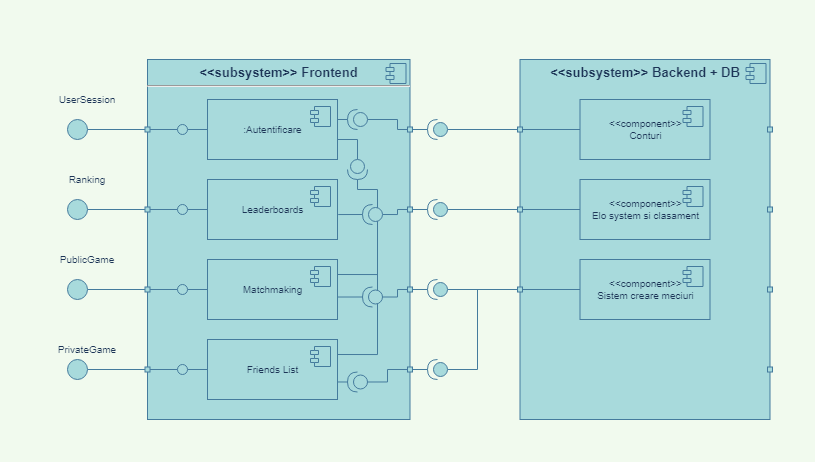 <<subsystem>> Frontend
<<subsystem>> Backend + DB
UserSession
:Autentificare
<<component>>
Conturi
Ranking
Leaderboards
<<component>>
Elo system si clasament
PublicGame
Matchmaking
<<component>>
Sistem creare meciuri
PrivateGame
Friends List